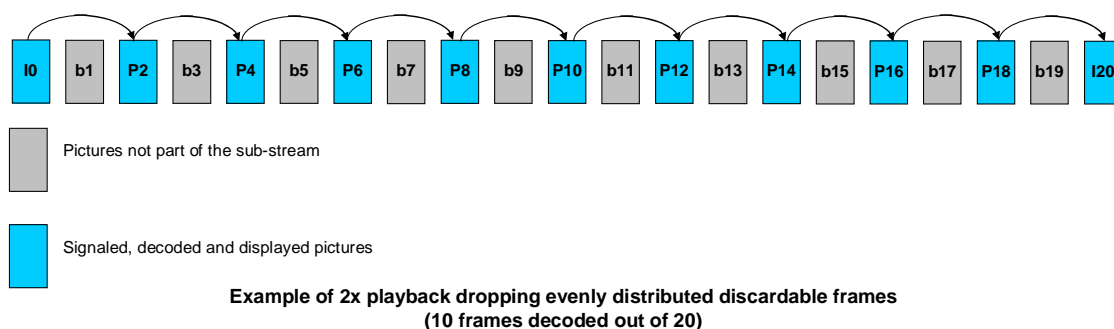 I0 b1 P2 b3 P4 b5 P6 b7 P8 b9 P10 b11 P12 b13 P14 b15 P16 b17 P18 b19 I20
Pictures not part of the sub-stream
Signaled, decoded and displayed pictures
Example of 2x playback dropping evenly distributed discardable frames
(10 frames decoded out of 20)